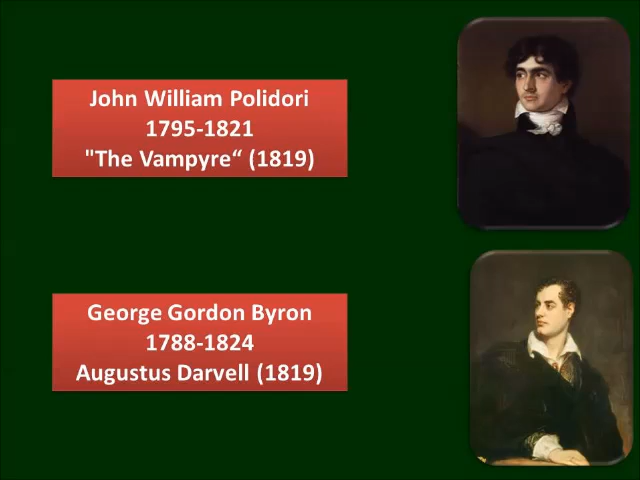 John William Polidori
1795-1821
"The Vampyre“ (1819)
George Gordon Byron
1788-1824
Augustus Darvell (1819)